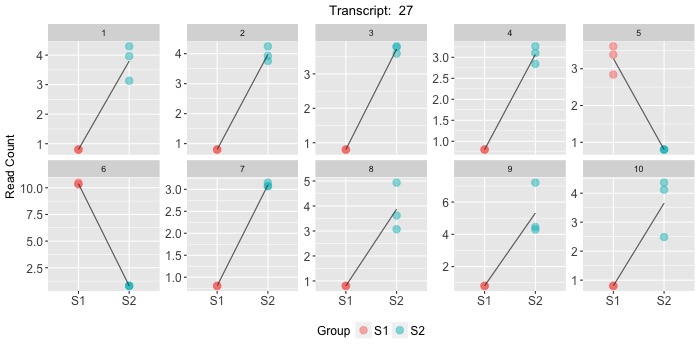 Transcript: 27
1 2 3 4 5
4 3 2 1
4 3 2 1
3 2 1
3.0 2.5 2.0 1.5 1.0
3 2 1
Read Count
6 7 8 9 10
10.0 7.5 5.0 2.5
3.0 2.5 2.0 1.5 1.0
5 4 3 2 1
6 4 2
4 3 2 1
S1 S2 S1 S2 S1 S2 S1 S2 S1 S2
Group S1 S2